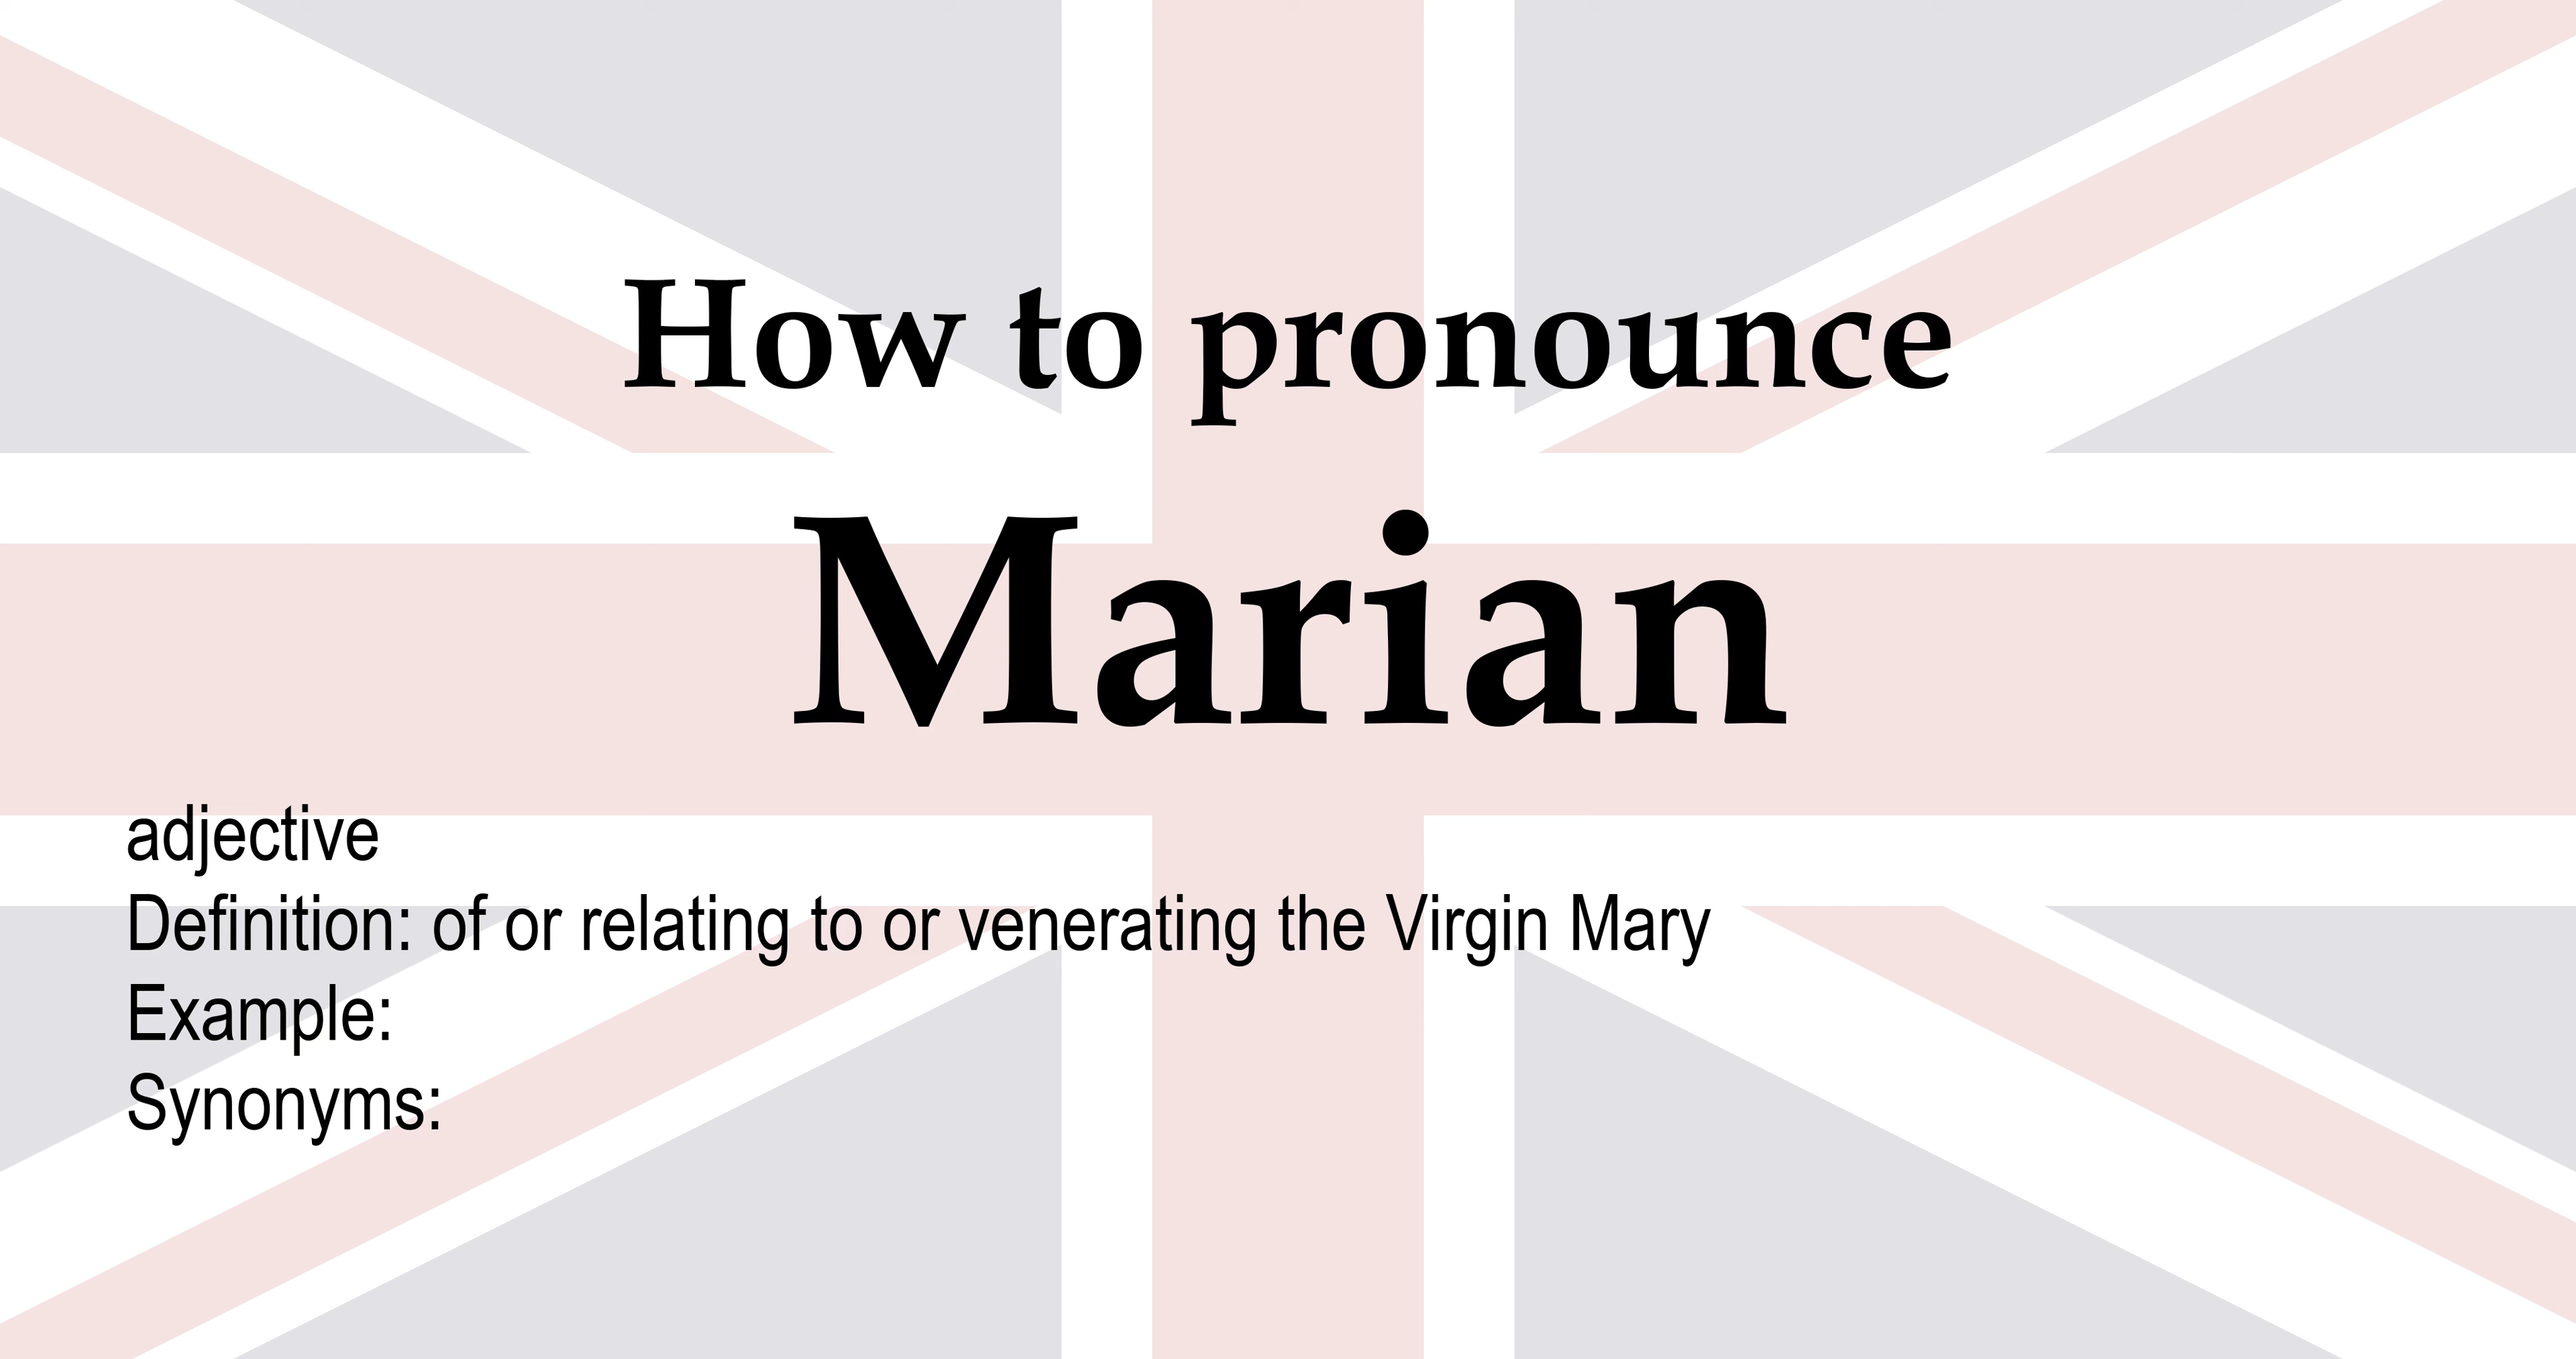 How to pronounce
Marian
adjective
Definition: of or relating to or venerating the Virgin Mary
Example:
Synonyms: